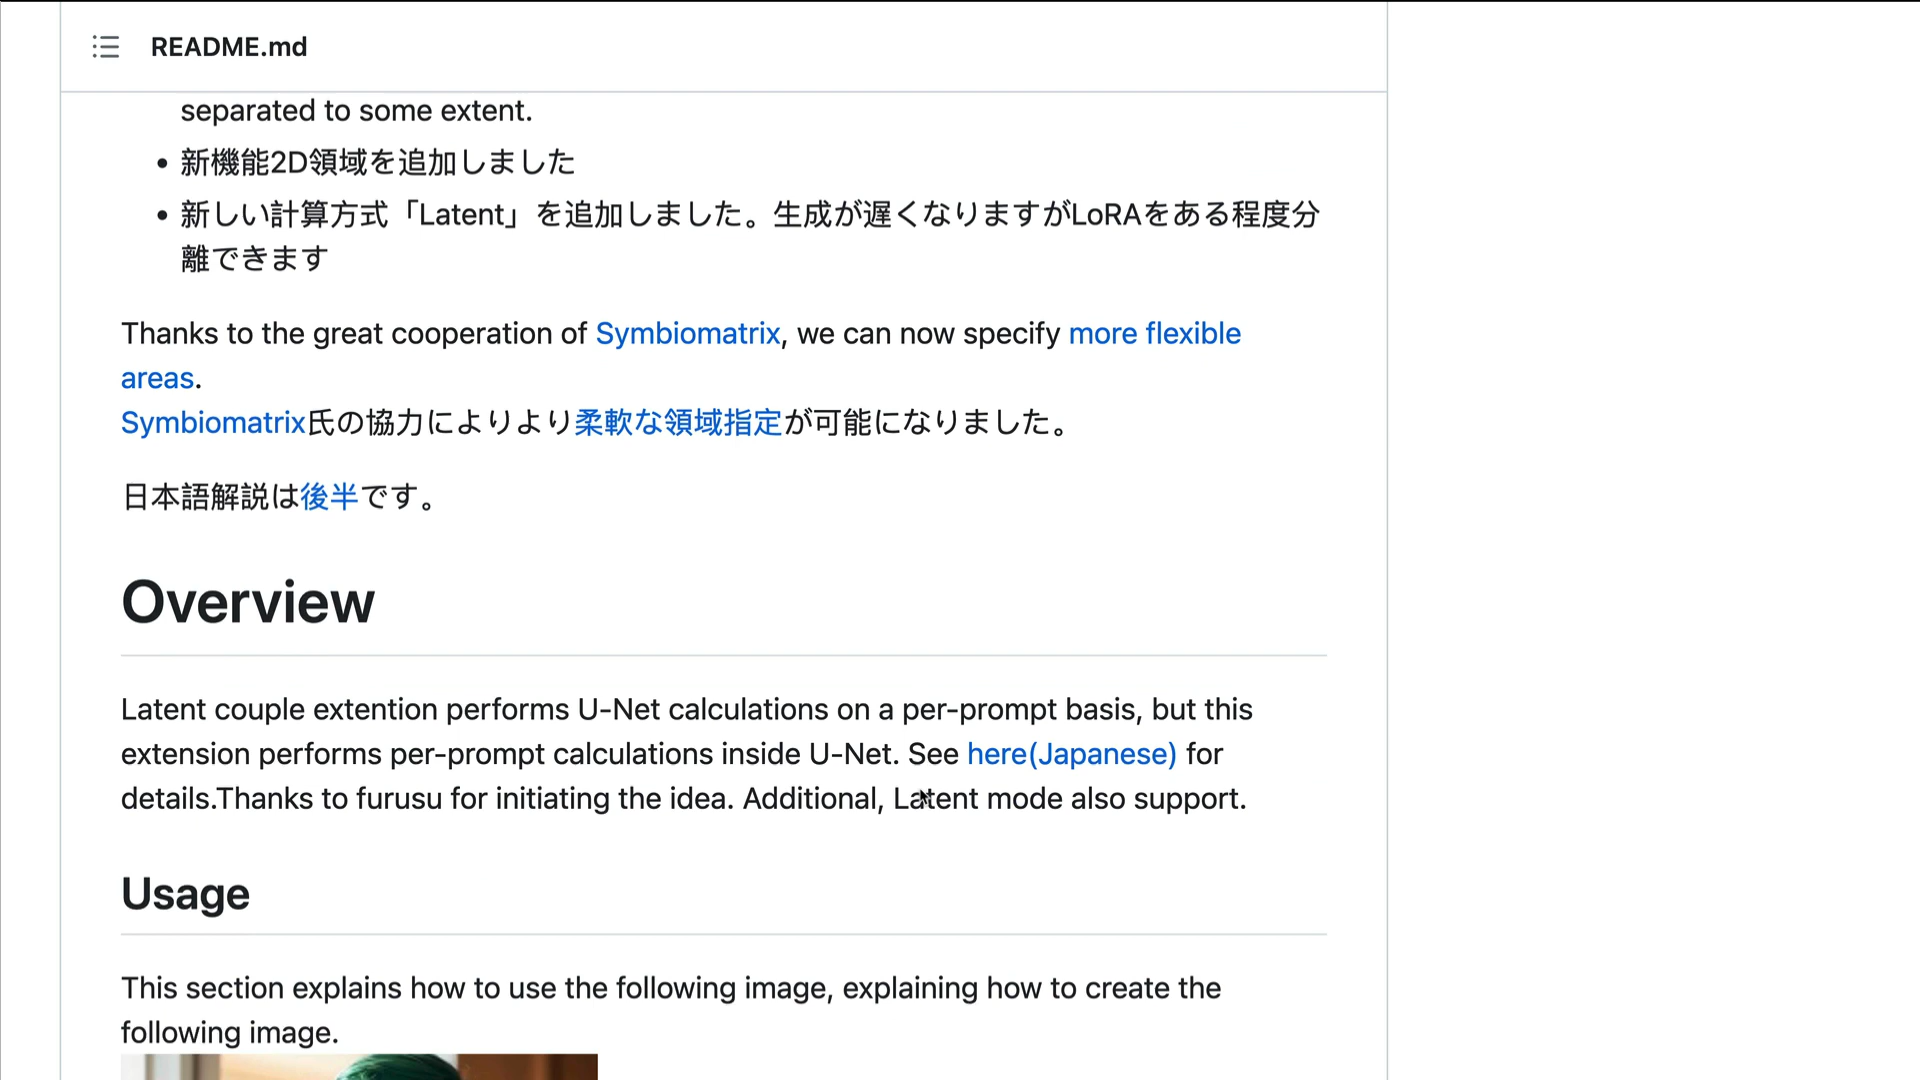 README.md
separated to some extent.
• 新機能2D領域を追加しました
• 新しい計算方式「Latent」を追加しました。生成が遅くなりますがLoRAをある程度分
離できます
Thanks to the great cooperation of Symbiomatrix, we can now specify more flexible
areas.
Symbiomatrix氏の協力によりより柔軟な領域指定が可能になりました。
日本語解説は後半です。
Overview
Latent couple extention performs U-Net calculations on a per-prompt basis, but this
extension performs per-prompt calculations inside U-Net. See here(Japanese) for
details.Thanks to furusu for initiating the idea. Additional, Latent mode also support.
Usage
This section explains how to use the following image, explaining how to create the
following image.